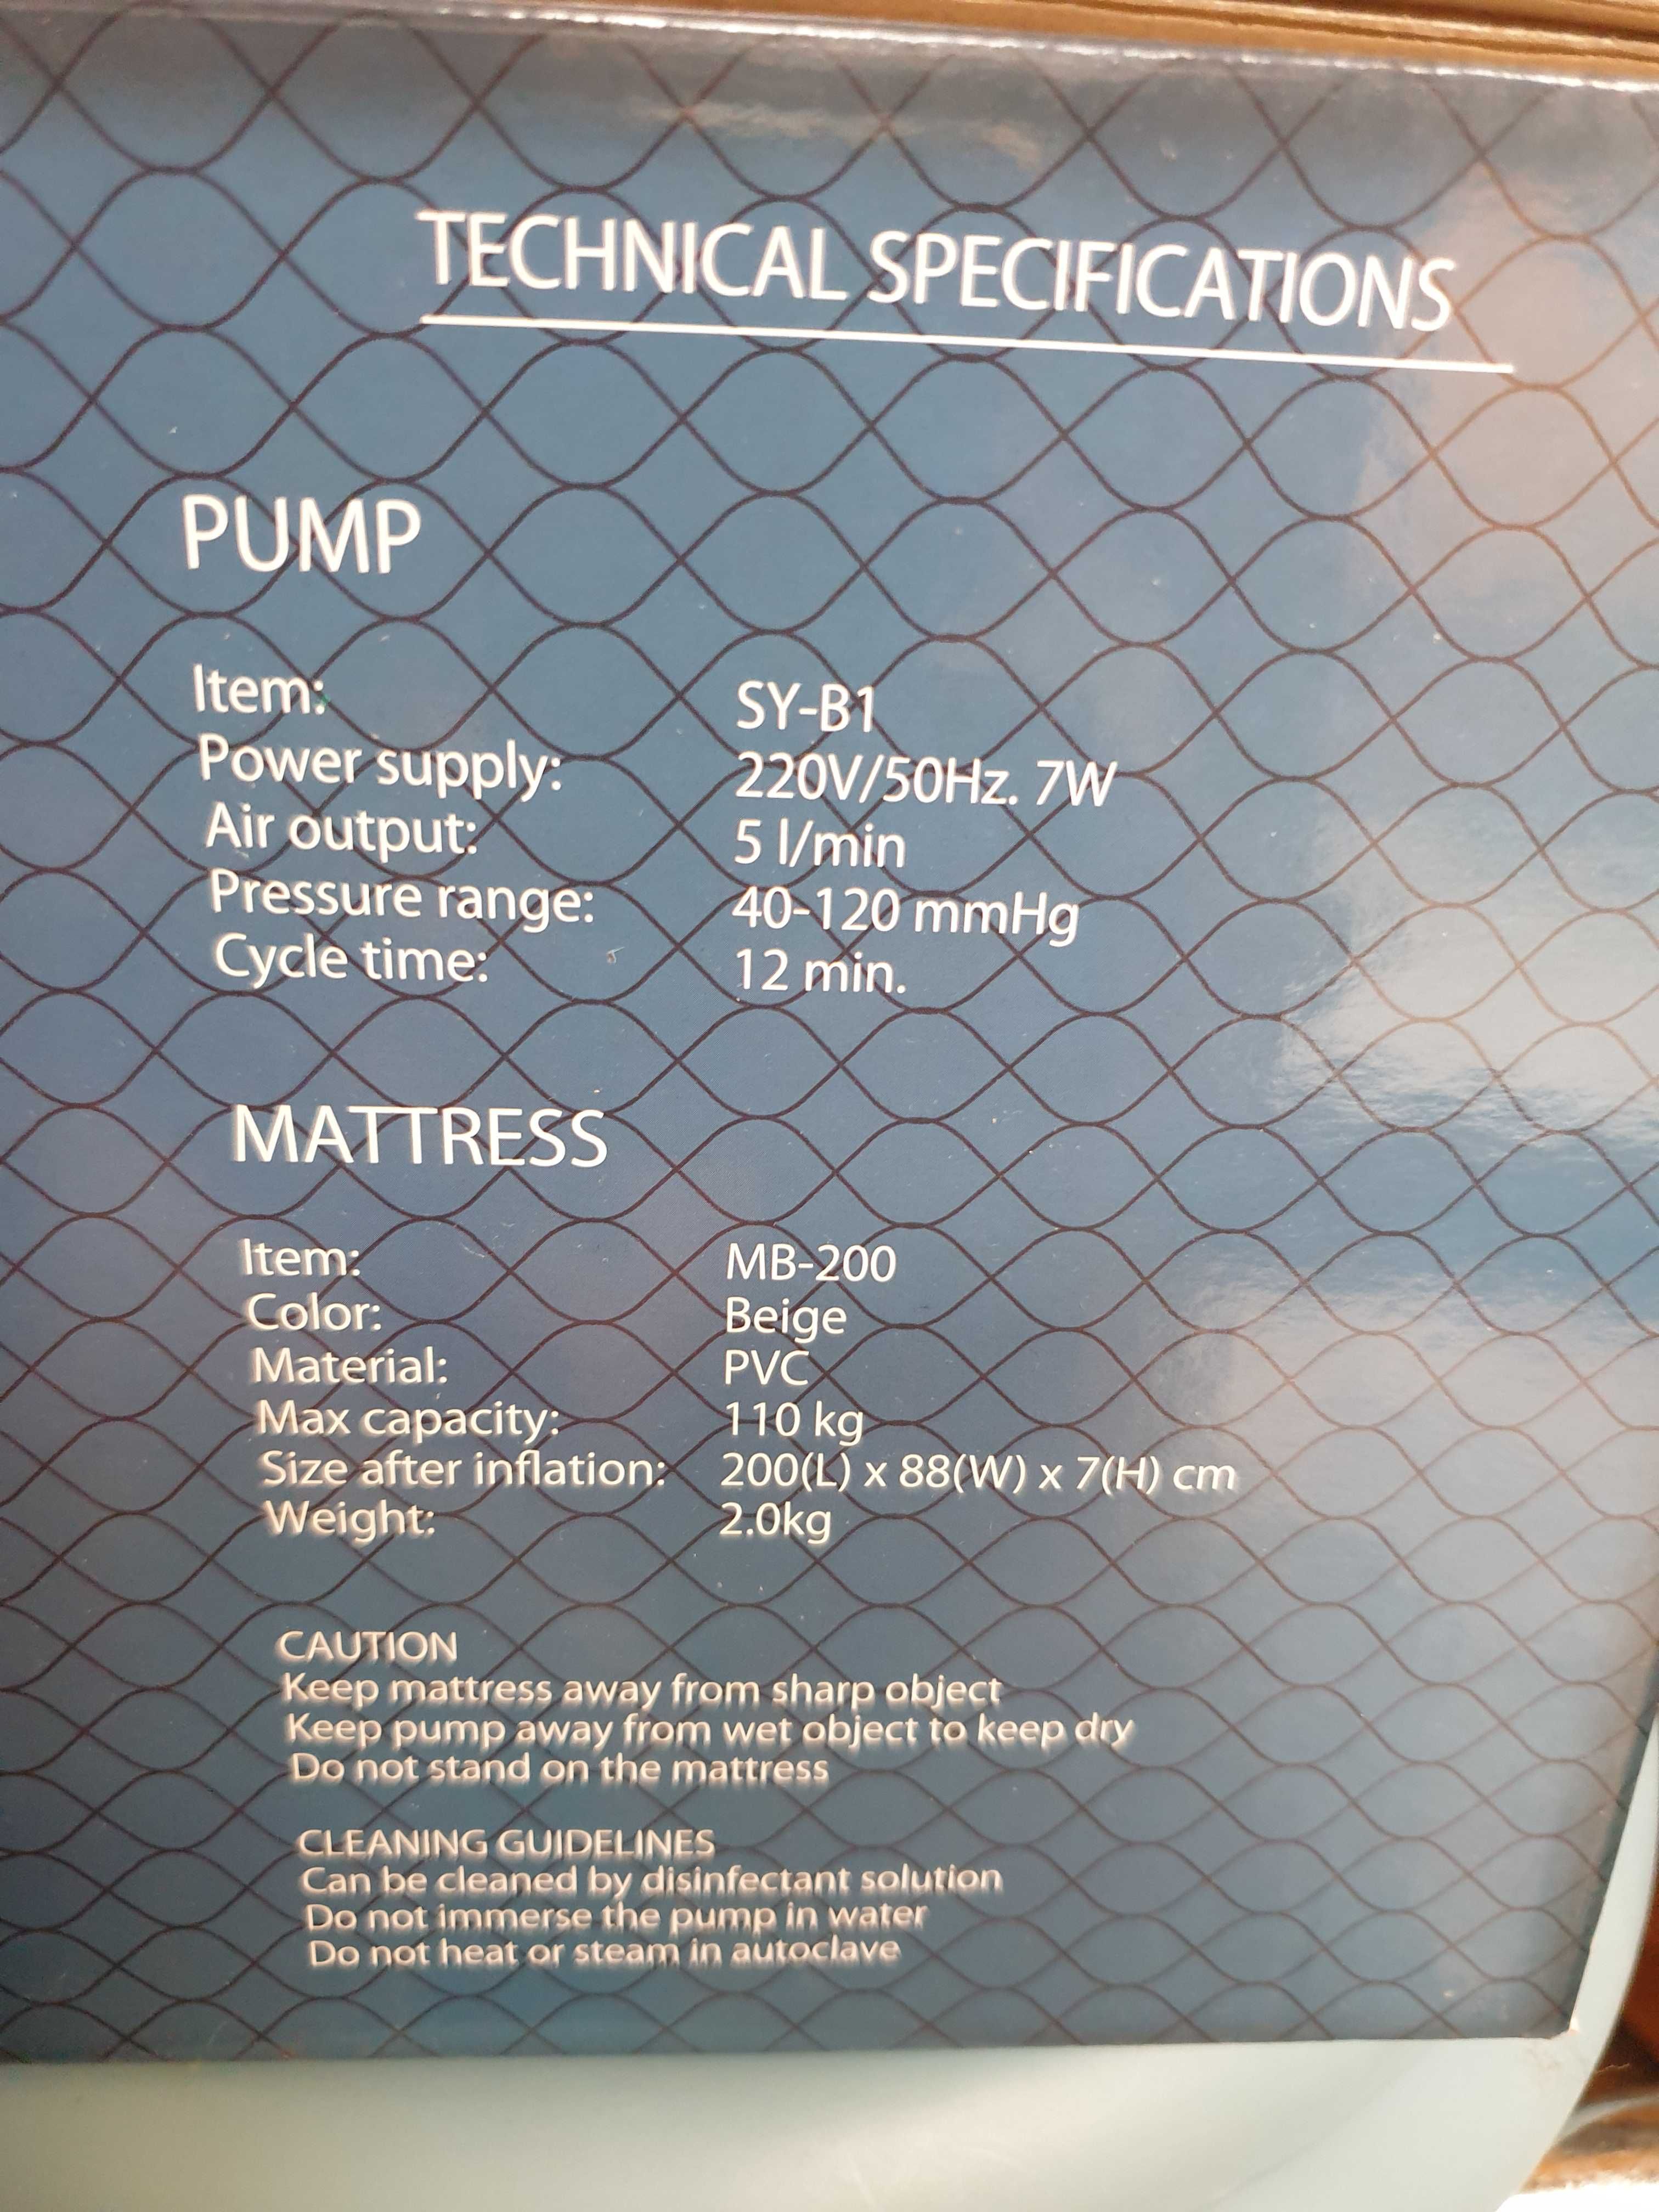 TECHNICAL SPECIFICATIONS
PUMP
Item: SY-B1
Power supply: 220V/50Hz. 7W
Air output: 5 l/min
Pressure range: 40-120 mmHg
Cycle time: 12 min.
MATTRESS
Item: MB-200
Color: Beige
Material: PVC
Max capacity: 110 kg
Size after inflation: 200(L) x 88(W) x 7(H) cm
Weight: 2.0kg
CAUTION
Keep mattress away from sharp object
Keep pump away from wet object to keep dry
Do not stand on the mattress
CLEANING GUIDELINES
Can be cleaned by disinfectant solution
Do not immerse the pump in water
Do not heat or steam in autoclave